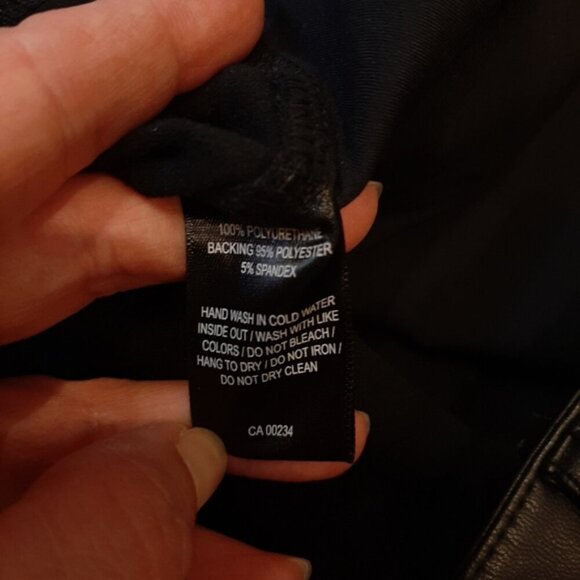 100% POLYURETHANE
BACKING 95% POLYESTER
5% SPANDEX
HAND WASH IN COLD WATER
INSIDE OUT / WASH WITH LIKE
COLORS / DO NOT BLEACH /
HANG TO DRY / DO NOT IRON /
DO NOT DRY CLEAN
CA 00234